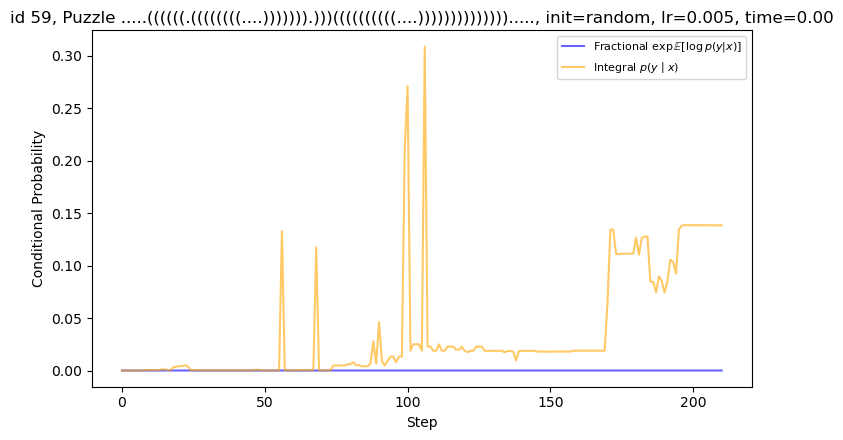 id 59, Puzzle .....((((((.((((((((....))))))).)))((((((((((....)))))))))))))))....., init=random, lr=0.005, time=0.00
Fractional exp𝔼[log p(y|x)]
Integral p(y | x)
Conditional Probability
0.30
0.25
0.20
0.15
0.10
0.05
0.00
0
50
100
150
200
Step